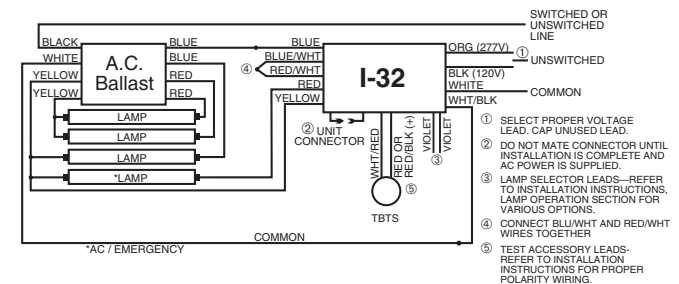 SWITCHED OR
UNSWITCHED
LINE
BLACK
BLUE
BLUE
ORG (277V)
①
WHITE
BLUE
BLUE/WHT
UNSWITCHED
A.C.
Ballast
④
RED/WHT
I-32
YELLOW
RED
RED
BLK (120V)
WHITE
COMMON
YELLOW
RED
YELLOW
WHT/BLK
LAMP
LAMP
LAMP
*LAMP
② UNIT
CONNECTOR
WHT/RED
RED OR
RED/BLK (+)
VIOLET
VIOLET
③
⑤
TBTS
COMMON
*AC / EMERGENCY
① SELECT PROPER VOLTAGE
LEAD. CAP UNUSED LEAD.
② DO NOT MATE CONNECTOR UNTIL
INSTALLATION IS COMPLETE AND
AC POWER IS SUPPLIED.
③ LAMP SELECTOR LEADS—REFER
TO INSTALLATION INSTRUCTIONS,
LAMP OPERATION SECTION FOR
VARIOUS OPTIONS.
④ CONNECT BLU/WHT AND RED/WHT
WIRES TOGETHER
⑤ TEST ACCESSORY LEADS-
REFER TO INSTALLATION
INSTRUCTIONS FOR PROPER
POLARITY WIRING.